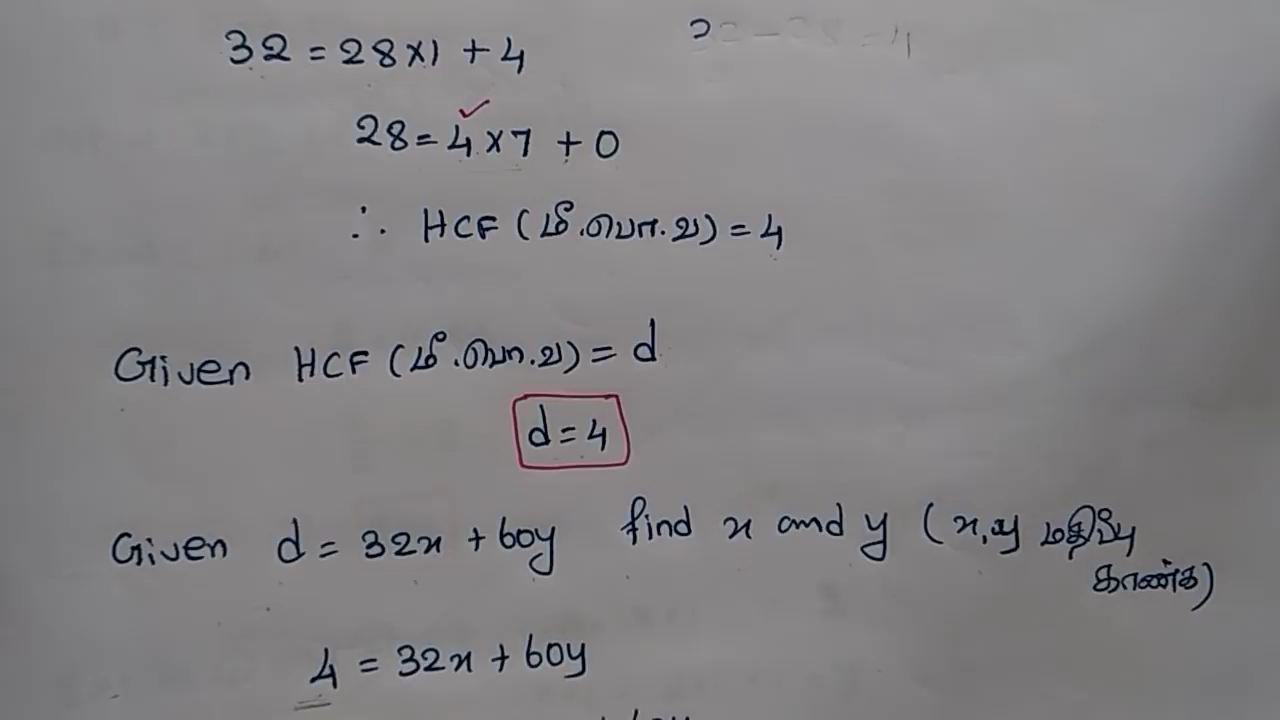 32 = 28×1 + 4
28 = 4×7 + 0
∴ HCF (மீ.பொ.வ) = 4
Given HCF (மீ.பொ.வ) = d
d = 4
Given d = 32x + 60y find x and y (x,y மதிப்பு
காண்க)
4 = 32x + 60y